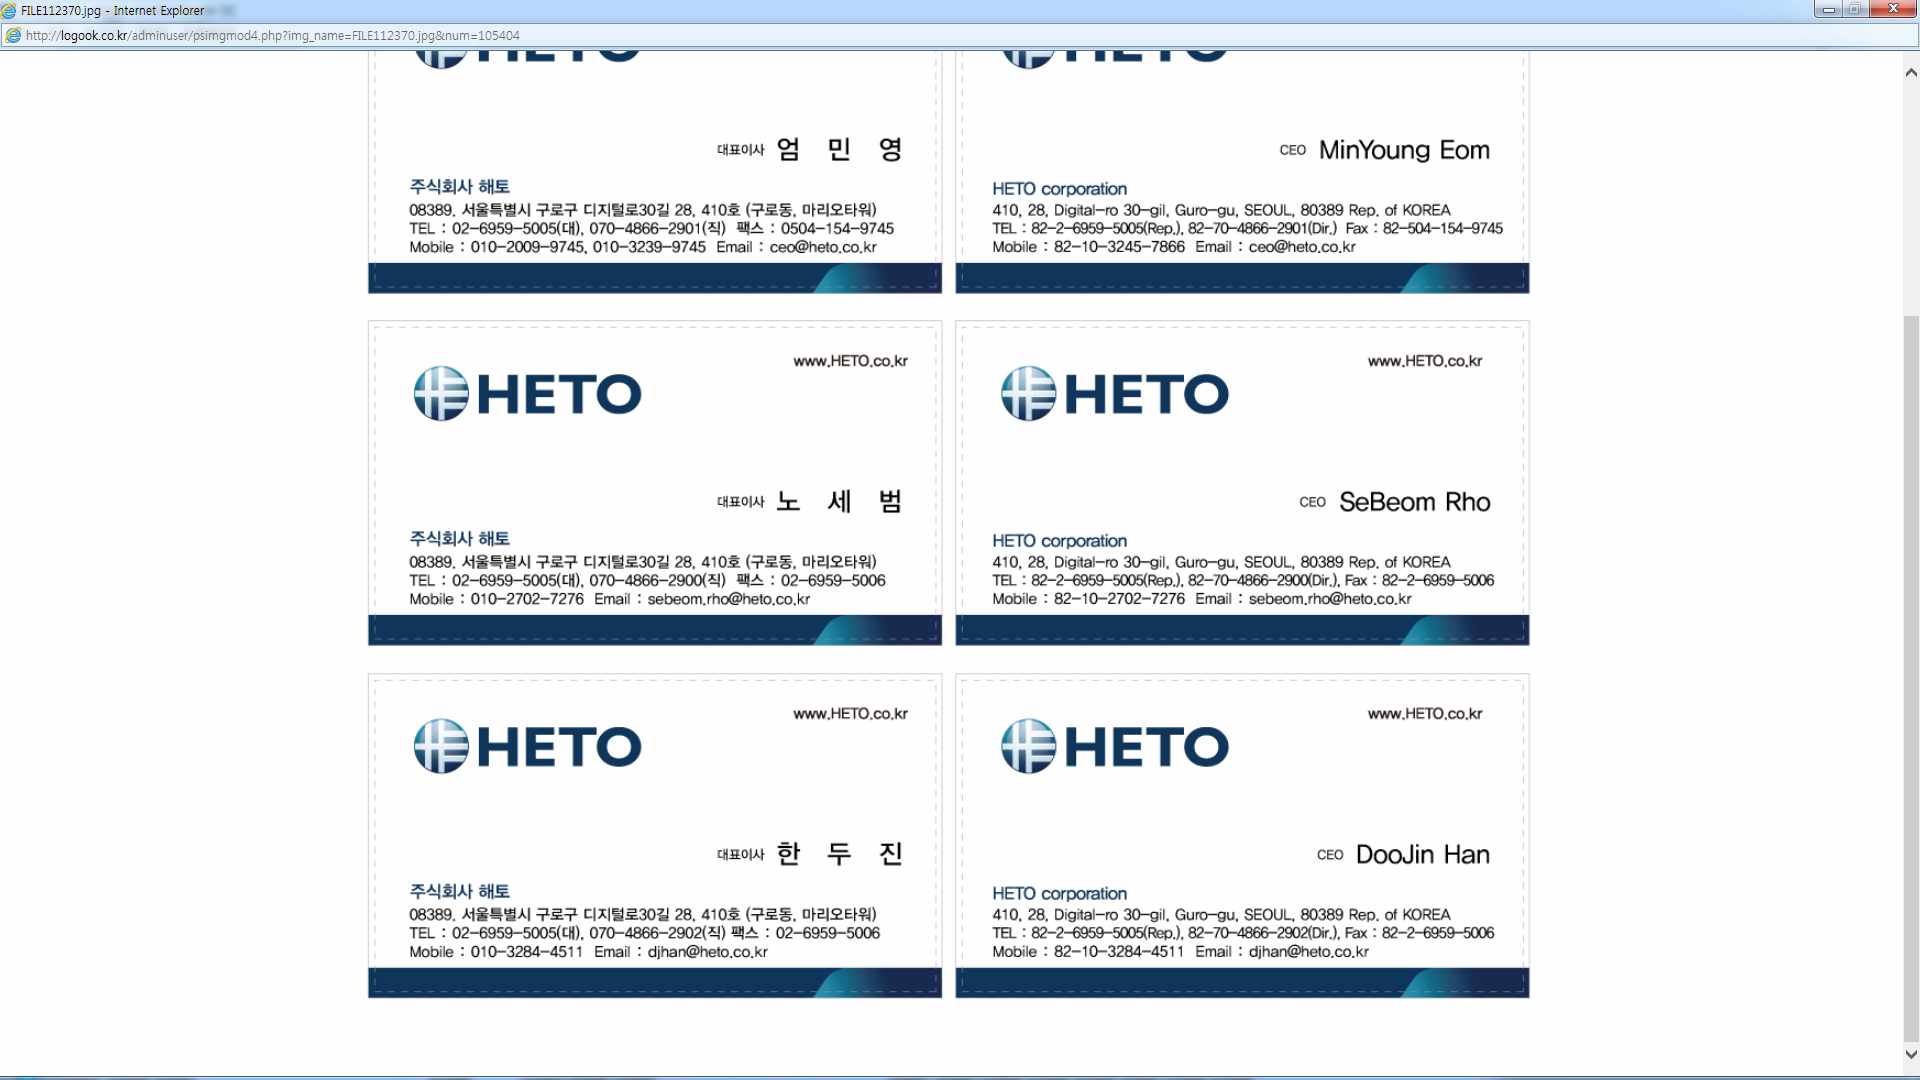 FILE112370.jpg - Internet Explorer
http://logook.co.kr/adminuser/psimgmod4.php?img_name=FILE112370.jpg&num=105404
HETO
대표이사 엄 민 영
주식회사 해토
08389. 서울특별시 구로구 디지털로30길 28, 410호 (구로동, 마리오타워)
TEL : 02-6959-5005(대), 070-4866-2901(직) 팩스 : 0504-154-9745
Mobile : 010-2009-9745, 010-3239-9745 Email : ceo@heto.co.kr
HETO
CEO MinYoung Eom
HETO corporation
410, 28, Digital-ro 30-gil, Guro-gu, SEOUL, 80389 Rep. of KOREA
TEL : 82-2-6959-5005(Rep.), 82-70-4866-2901(Dir.) Fax : 82-504-154-9745
Mobile : 82-10-3245-7866 Email : ceo@heto.co.kr
www.HETO.co.kr
HETO
대표이사 노 세 범
주식회사 해토
08389. 서울특별시 구로구 디지털로30길 28, 410호 (구로동, 마리오타워)
TEL : 02-6959-5005(대), 070-4866-2900(직) 팩스 : 02-6959-5006
Mobile : 010-2702-7276 Email : sebeom.rho@heto.co.kr
www.HETO.co.kr
HETO
CEO SeBeom Rho
HETO corporation
410, 28, Digital-ro 30-gil, Guro-gu, SEOUL, 80389 Rep. of KOREA
TEL : 82-2-6959-5005(Rep.), 82-70-4866-2900(Dir.), Fax : 82-2-6959-5006
Mobile : 82-10-2702-7276 Email : sebeom.rho@heto.co.kr
www.HETO.co.kr
HETO
대표이사 한 두 진
주식회사 해토
08389. 서울특별시 구로구 디지털로30길 28, 410호 (구로동, 마리오타워)
TEL : 02-6959-5005(대), 070-4866-2902(직) 팩스 : 02-6959-5006
Mobile : 010-3284-4511 Email : djhan@heto.co.kr
www.HETO.co.kr
HETO
CEO DooJin Han
HETO corporation
410, 28, Digital-ro 30-gil, Guro-gu, SEOUL, 80389 Rep. of KOREA
TEL : 82-2-6959-5005(Rep.), 82-70-4866-2902(Dir.), Fax : 82-2-6959-5006
Mobile : 82-10-3284-4511 Email : djhan@heto.co.kr